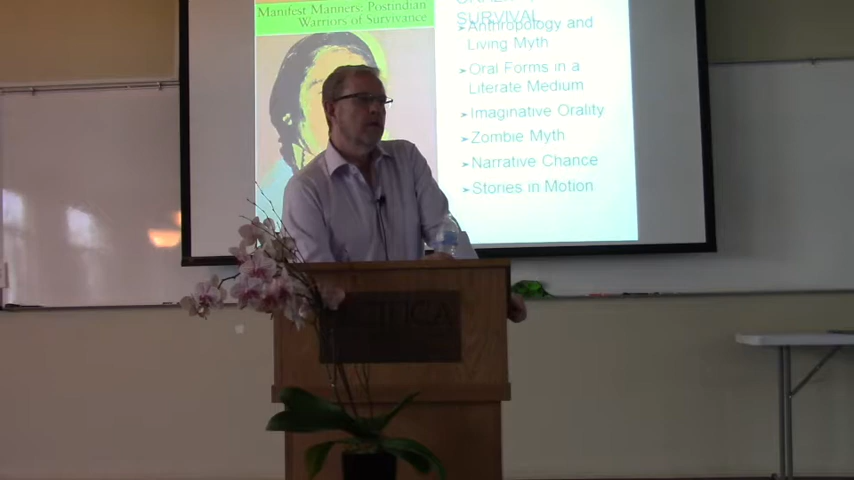 Manifest Manners: Postindian
Warriors of Survivance
SURVIVAL
➢Anthropology and
Living Myth
➢Oral Forms in a
Literate Medium
➢Imaginative Orality
➢Zombie Myth
➢Narrative Chance
➢Stories in Motion